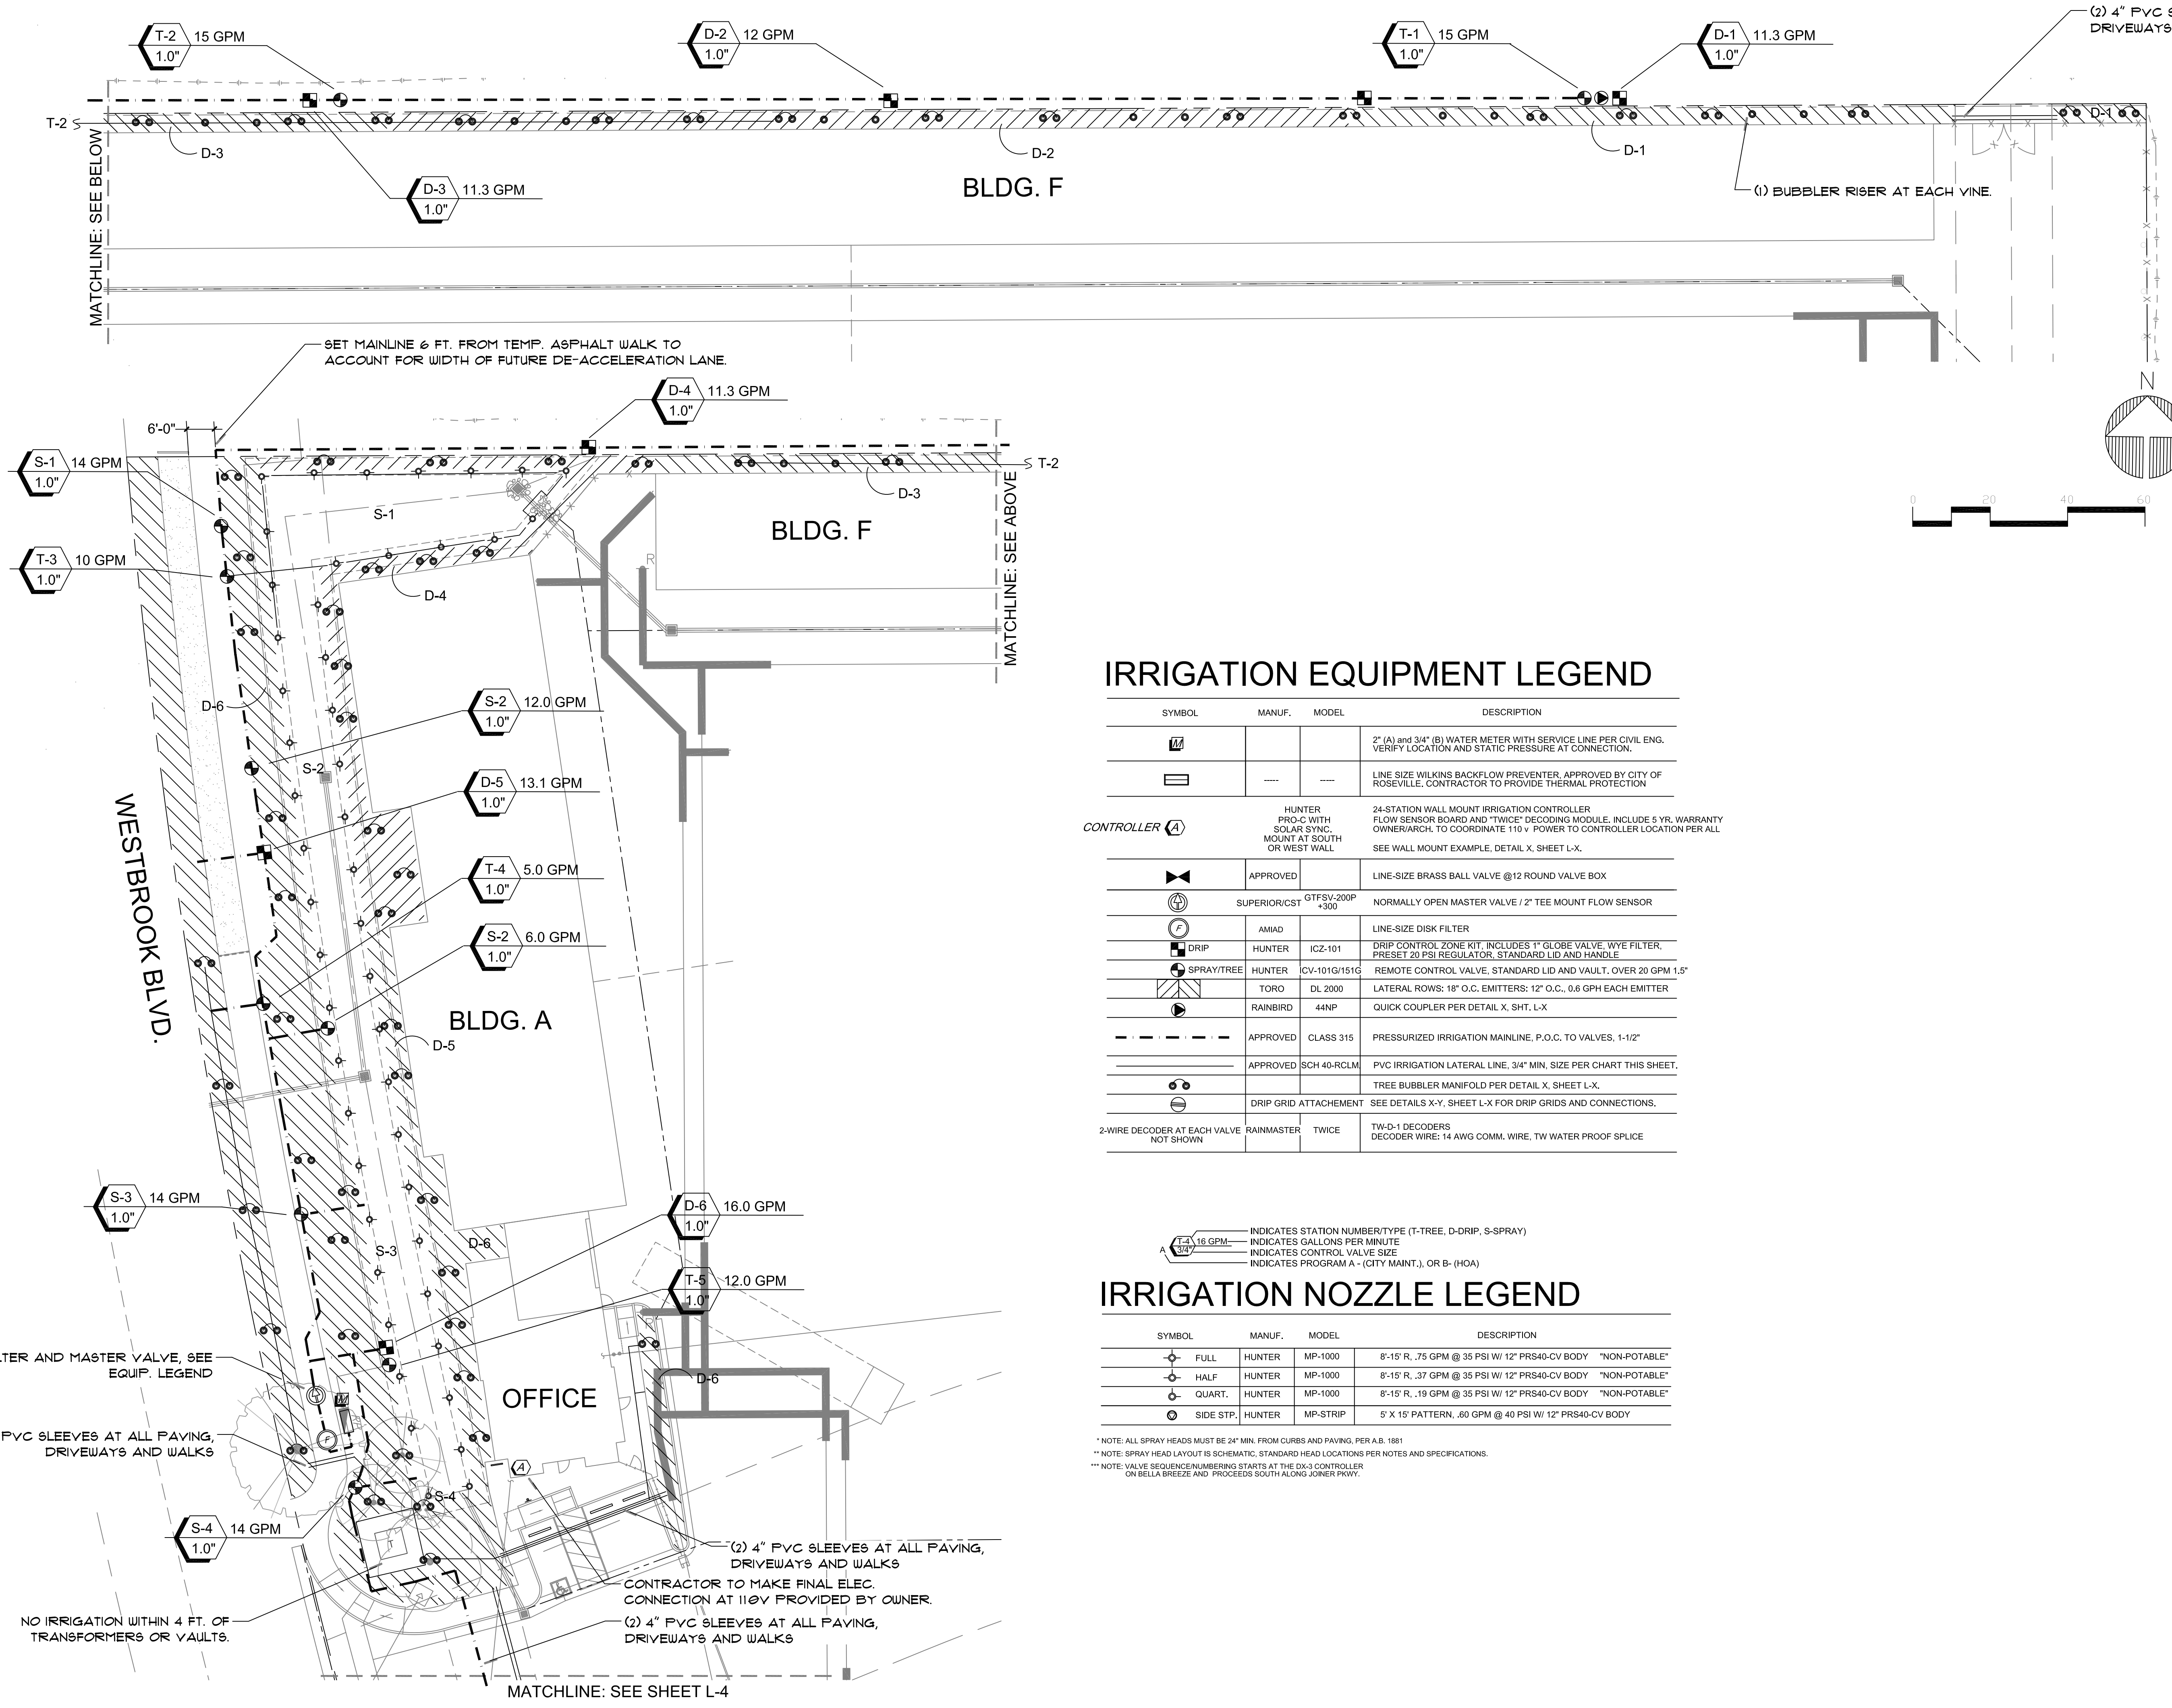 T-2 15 GPM
1.0"
D-2 12 GPM
1.0"
T-1 15 GPM
1.0"
D-1 11.3 GPM
1.0"
(2) 4" PVC
DRIVEWAYS
T-2
D-3
D-2
D-1
D-1
D-3 11.3 GPM
1.0"
BLDG. F
(1) BUBBLER RISER AT EACH VINE.
MATCHLINE: SEE BELOW
SET MAINLINE 6 FT. FROM TEMP. ASPHALT WALK TO
ACCOUNT FOR WIDTH OF FUTURE DE-ACCELERATION LANE.
N
D-4 11.3 GPM
1.0"
6'-0"
S-1 14 GPM
1.0"
T-2
D-3
S-1
BLDG. F
MATCHLINE: SEE ABOVE
0 20 40 60
T-3 10 GPM
1.0"
R
D-4
D-6
S-2 12.0 GPM
1.0"
S-2
D-5 13.1 GPM
1.0"
WESTBROOK BLVD.
T-4 5.0 GPM
1.0"
S-2 6.0 GPM
1.0"
BLDG. A
D-5
S-3 14 GPM
1.0"
D-6 16.0 GPM
1.0"
S-3
D-6
T-5 12.0 GPM
1.0"
TER AND MASTER VALVE, SEE
EQUIP. LEGEND
M
F
D-6
OFFICE
PVC SLEEVES AT ALL PAVING,
DRIVEWAYS AND WALKS
A
S-4
S-4 14 GPM
1.0"
T
(2) 4" PVC SLEEVES AT ALL PAVING,
DRIVEWAYS AND WALKS
CONTRACTOR TO MAKE FINAL ELEC.
CONNECTION AT 110V PROVIDED BY OWNER.
NO IRRIGATION WITHIN 4 FT. OF
TRANSFORMERS OR VAULTS.
(2) 4" PVC SLEEVES AT ALL PAVING,
DRIVEWAYS AND WALKS
MATCHLINE: SEE SHEET L-4
IRRIGATION EQUIPMENT LEGEND
SYMBOL MANUF. MODEL DESCRIPTION
M 2" (A) and 3/4" (B) WATER METER WITH SERVICE LINE PER CIVIL ENG.
VERIFY LOCATION AND STATIC PRESSURE AT CONNECTION.
----- ----- LINE SIZE WILKINS BACKFLOW PREVENTER, APPROVED BY CITY OF
ROSEVILLE. CONTRACTOR TO PROVIDE THERMAL PROTECTION
CONTROLLER A
HUNTER
PRO-C WITH
SOLAR SYNC.
MOUNT AT SOUTH
OR WEST WALL
24-STATION WALL MOUNT IRRIGATION CONTROLLER
FLOW SENSOR BOARD AND "TWICE" DECODING MODULE. INCLUDE 5 YR. WARRANTY
OWNER/ARCH. TO COORDINATE 110 v POWER TO CONTROLLER LOCATION PER ALL
SEE WALL MOUNT EXAMPLE, DETAIL X, SHEET L-X.
APPROVED LINE-SIZE BRASS BALL VALVE @12 ROUND VALVE BOX
SUPERIOR/CST GTFSV-200P
+300 NORMALLY OPEN MASTER VALVE / 2" TEE MOUNT FLOW SENSOR
F AMIAD LINE-SIZE DISK FILTER
DRIP HUNTER ICZ-101 DRIP CONTROL ZONE KIT, INCLUDES 1" GLOBE VALVE, WYE FILTER,
PRESET 20 PSI REGULATOR, STANDARD LID AND HANDLE
SPRAY/TREE HUNTER ICV-101G/151G REMOTE CONTROL VALVE, STANDARD LID AND VAULT. OVER 20 GPM 1.5"
TORO DL 2000 LATERAL ROWS: 18" O.C. EMITTERS: 12" O.C., 0.6 GPH EACH EMITTER
RAINBIRD 44NP QUICK COUPLER PER DETAIL X, SHT. L-X
APPROVED CLASS 315 PRESSURIZED IRRIGATION MAINLINE, P.O.C. TO VALVES, 1-1/2"
APPROVED SCH 40-RCLM. PVC IRRIGATION LATERAL LINE, 3/4" MIN, SIZE PER CHART THIS SHEET.
TREE BUBBLER MANIFOLD PER DETAIL X, SHEET L-X.
DRIP GRID ATTACHEMENT SEE DETAILS X-Y, SHEET L-X FOR DRIP GRIDS AND CONNECTIONS.
2-WIRE DECODER AT EACH VALVE
NOT SHOWN
RAINMASTER TWICE TW-D-1 DECODERS
DECODER WIRE: 14 AWG COMM. WIRE, TW WATER PROOF SPLICE
T-4 16 GPM
A 3/4"
INDICATES STATION NUMBER/TYPE (T-TREE, D-DRIP, S-SPRAY)
INDICATES GALLONS PER MINUTE
INDICATES CONTROL VALVE SIZE
INDICATES PROGRAM A - (CITY MAINT.), OR B- (HOA)
IRRIGATION NOZZLE LEGEND
SYMBOL MANUF. MODEL DESCRIPTION
FULL HUNTER MP-1000 8'-15' R, .75 GPM @ 35 PSI W/ 12" PRS40-CV BODY "NON-POTABLE"
HALF HUNTER MP-1000 8'-15' R, .37 GPM @ 35 PSI W/ 12" PRS40-CV BODY "NON-POTABLE"
QUART. HUNTER MP-1000 8'-15' R, .19 GPM @ 35 PSI W/ 12" PRS40-CV BODY "NON-POTABLE"
SIDE STP. HUNTER MP-STRIP 5' X 15' PATTERN, .60 GPM @ 40 PSI W/ 12" PRS40-CV BODY
* NOTE: ALL SPRAY HEADS MUST BE 24" MIN. FROM CURBS AND PAVING, PER A.B. 1881
** NOTE: SPRAY HEAD LAYOUT IS SCHEMATIC, STANDARD HEAD LOCATIONS PER NOTES AND SPECIFICATIONS.
*** NOTE: VALVE SEQUENCE/NUMBERING STARTS AT THE DX-3 CONTROLLER
ON BELLA BREEZE AND PROCEEDS SOUTH ALONG JOINER PKWY.